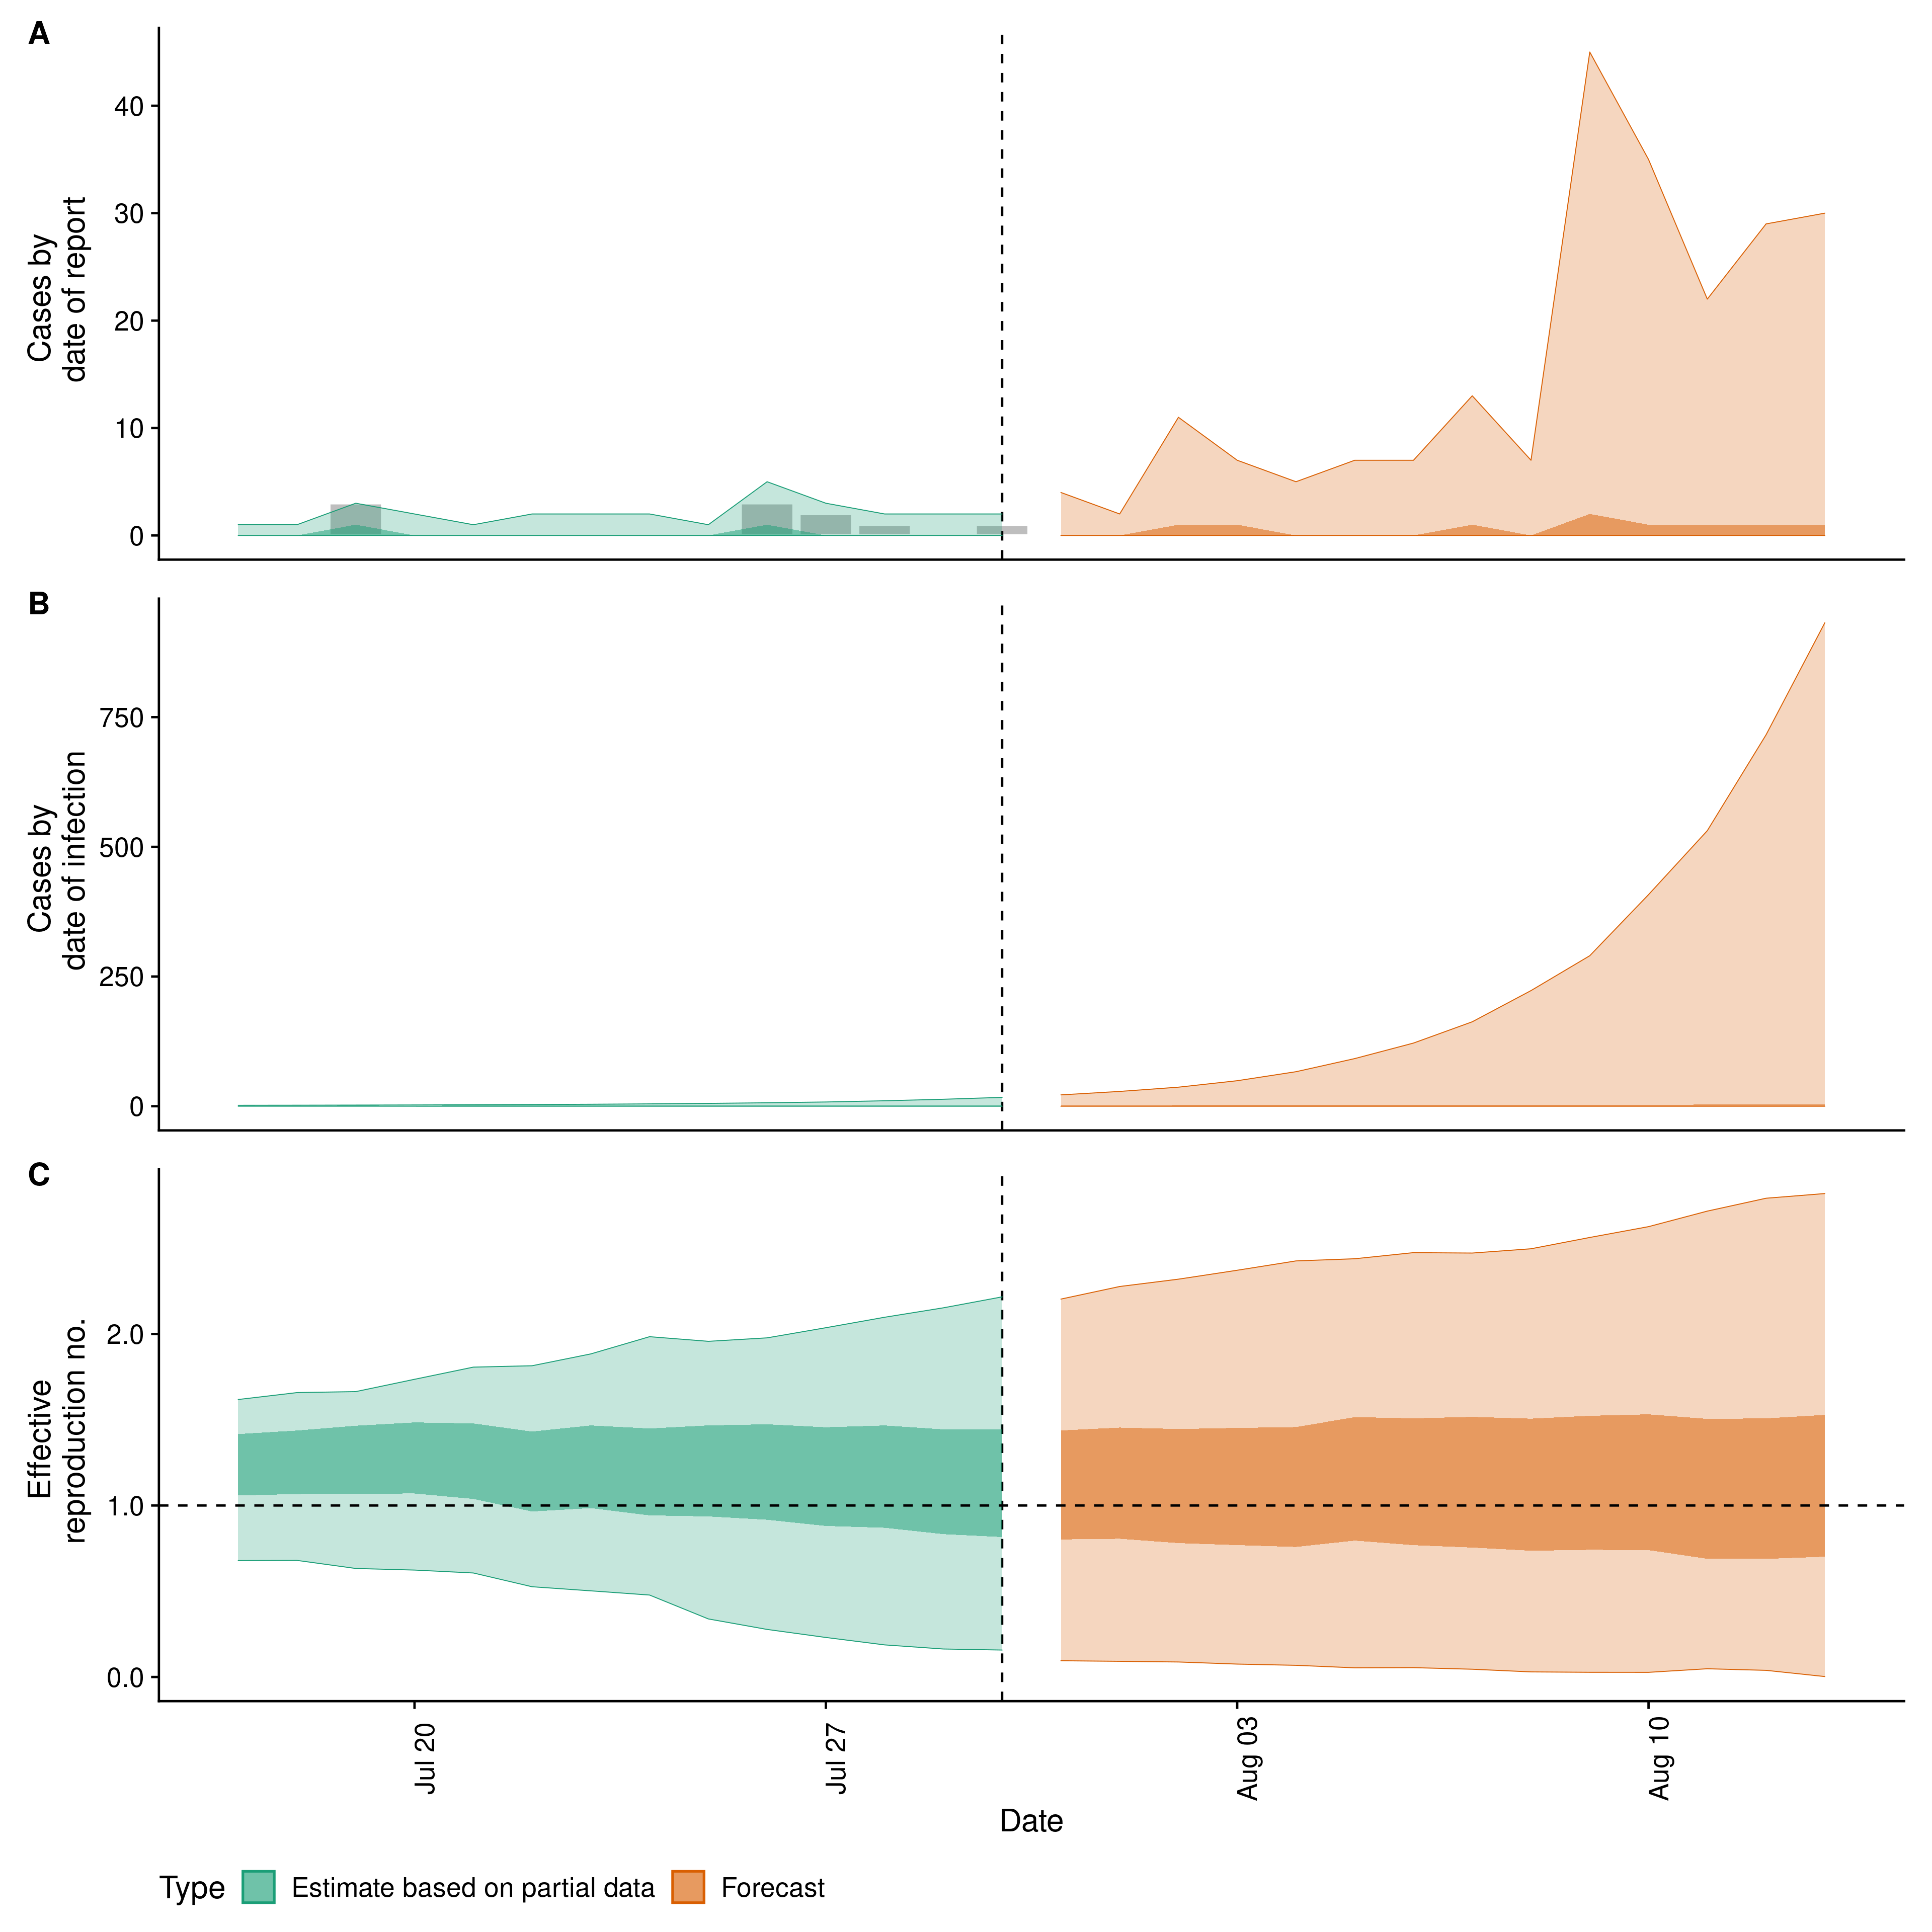 A
Cases by
date of report
40
30
20
10
0
B
Cases by
date of infection
750
500
250
0
C
Effective
reproduction no.
2.0
1.0
0.0
Jul 20
Jul 27
Aug 03
Aug 10
Date
Type
Estimate based on partial data
Forecast